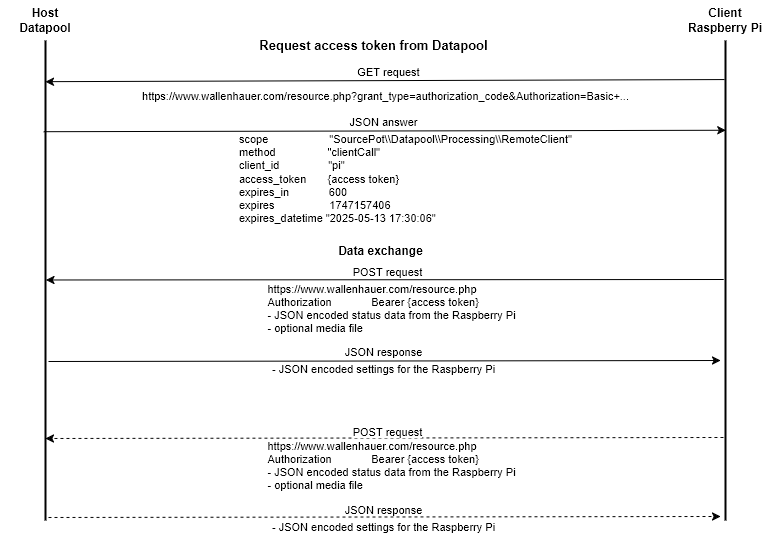 Host
Datapool
Client
Raspberry Pi
Request access token from Datapool
GET request
https://www.wallenhauer.com/resource.php?grant_type=authorization_code&Authorization=Basic+...
JSON answer
scope "SourcePot\\Datapool\\Processing\\RemoteClient"
method "clientCall"
client_id "pi"
access_token {access token}
expires_in 600
expires 1747157406
expires_datetime "2025-05-13 17:30:06"
Data exchange
POST request
https://www.wallenhauer.com/resource.php
Authorization Bearer {access token}
- JSON encoded status data from the Raspberry Pi
- optional media file
JSON response
- JSON encoded settings for the Raspberry Pi
POST request
https://www.wallenhauer.com/resource.php
Authorization Bearer {access token}
- JSON encoded status data from the Raspberry Pi
- optional media file
JSON response
- JSON encoded settings for the Raspberry Pi